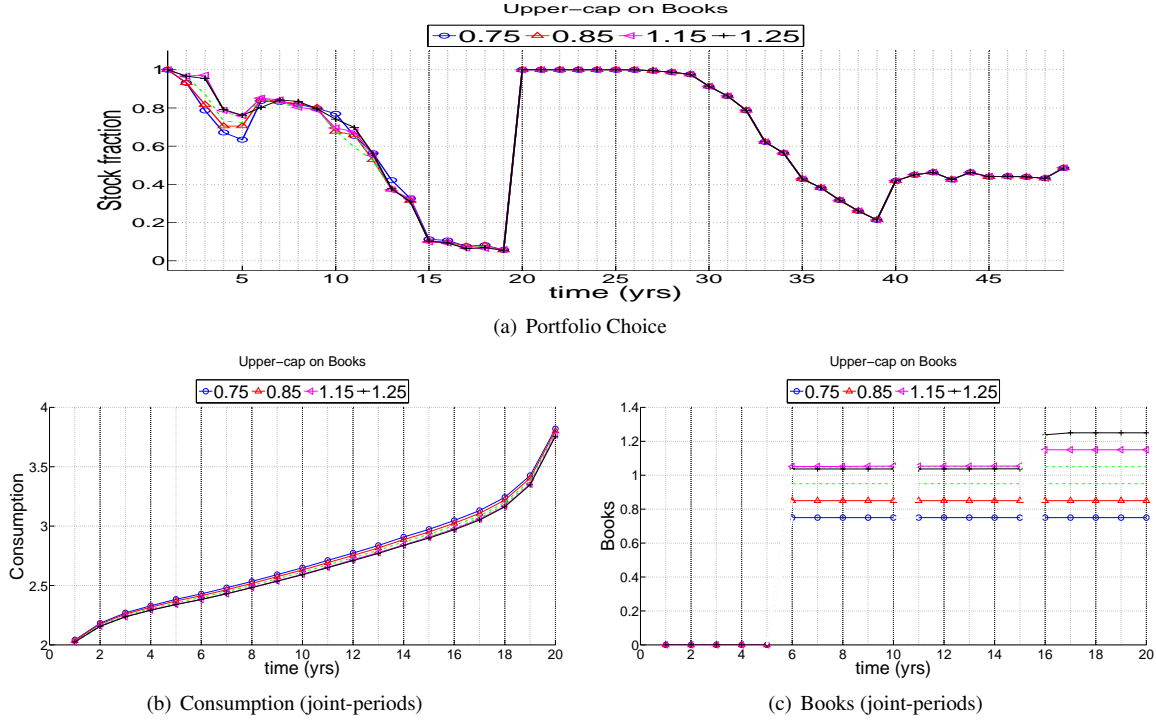 Upper-cap on Books
0.75 0.85 1.15 1.25
1
0.8
0.6
0.4
0.2
0
Stock fraction
5 10 15 20 25 30 35 40 45
time (yrs)
(a) Portfolio Choice
Upper-cap on Books
0.75 0.85 1.15 1.25
4
3.5
3
2.5
2
Consumption
0 2 4 6 8 10 12 14 16 18 20
time (yrs)
(b) Consumption (joint-periods)
Upper-cap on Books
0.75 0.85 1.15 1.25
1.4
1.2
1
0.8
0.6
0.4
0.2
0
Books
0 2 4 6 8 10 12 14 16 18 20
time (yrs)
(c) Books (joint-periods)